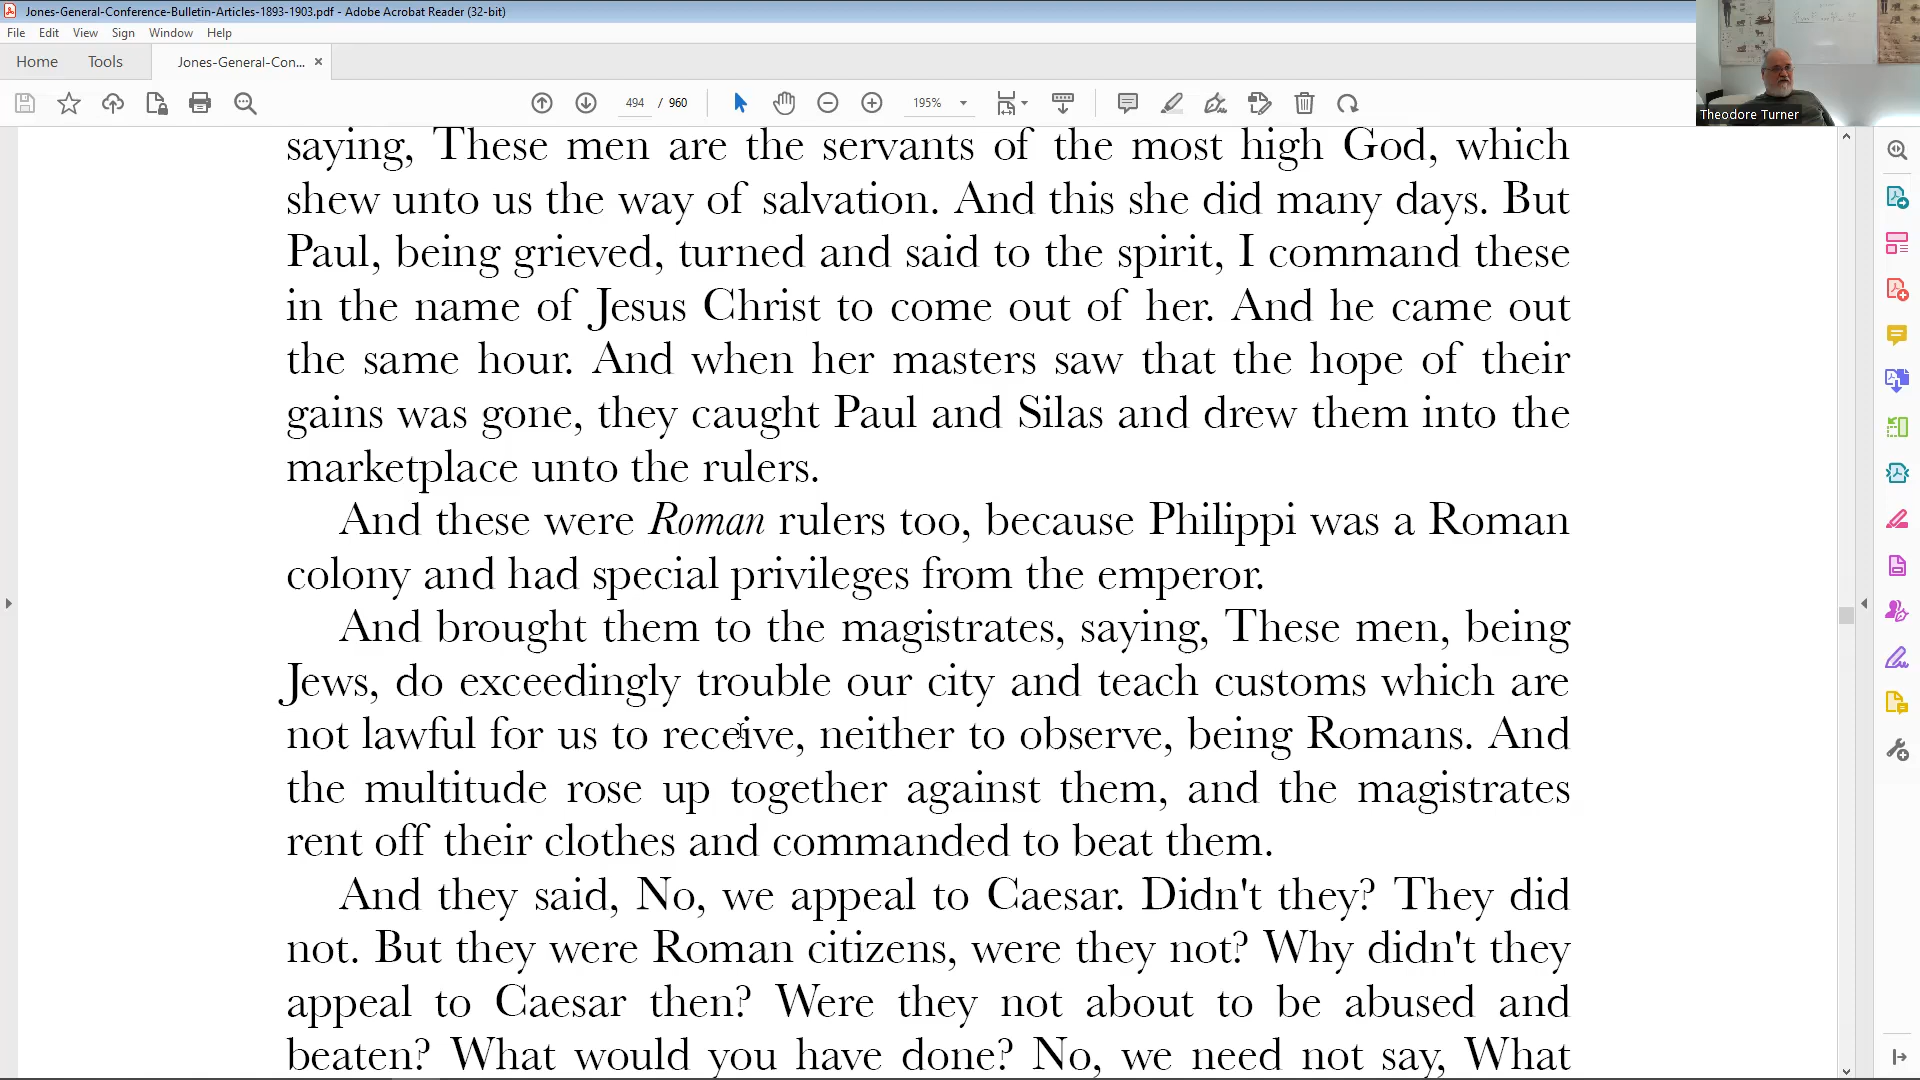 Jones-General-Conference-Bulletin-Articles-1893-1903.pdf - Adobe Acrobat Reader (32-bit)
File Edit View Sign Window Help
Home Tools Jones-General-Con... ×
494 / 960 195%
Theodore Turner
saying, These men are the servants of the most high God, which
shew unto us the way of salvation. And this she did many days. But
Paul, being grieved, turned and said to the spirit, I command these
in the name of Jesus Christ to come out of her. And he came out
the same hour. And when her masters saw that the hope of their
gains was gone, they caught Paul and Silas and drew them into the
marketplace unto the rulers.
And these were Roman rulers too, because Philippi was a Roman
colony and had special privileges from the emperor.
And brought them to the magistrates, saying, These men, being
Jews, do exceedingly trouble our city and teach customs which are
not lawful for us to receive, neither to observe, being Romans. And
the multitude rose up together against them, and the magistrates
rent off their clothes and commanded to beat them.
And they said, No, we appeal to Caesar. Didn't they? They did
not. But they were Roman citizens, were they not? Why didn't they
appeal to Caesar then? Were they not about to be abused and
beaten? What would you have done? No, we need not say, What